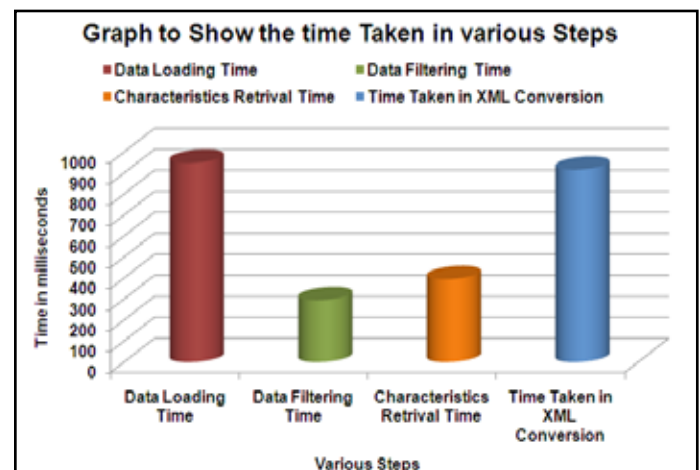 Graph to Show the time Taken in various Steps
Data Loading Time
Data Filtering Time
Characteristics Retrival Time
Time Taken in XML Conversion
Time in milliseconds
1000
900
800
700
600
500
400
300
200
100
0
Data Loading
Time
Data Filtering
Time
Characteristics
Retrival Time
Time Taken in
XML
Conversion
Various Steps